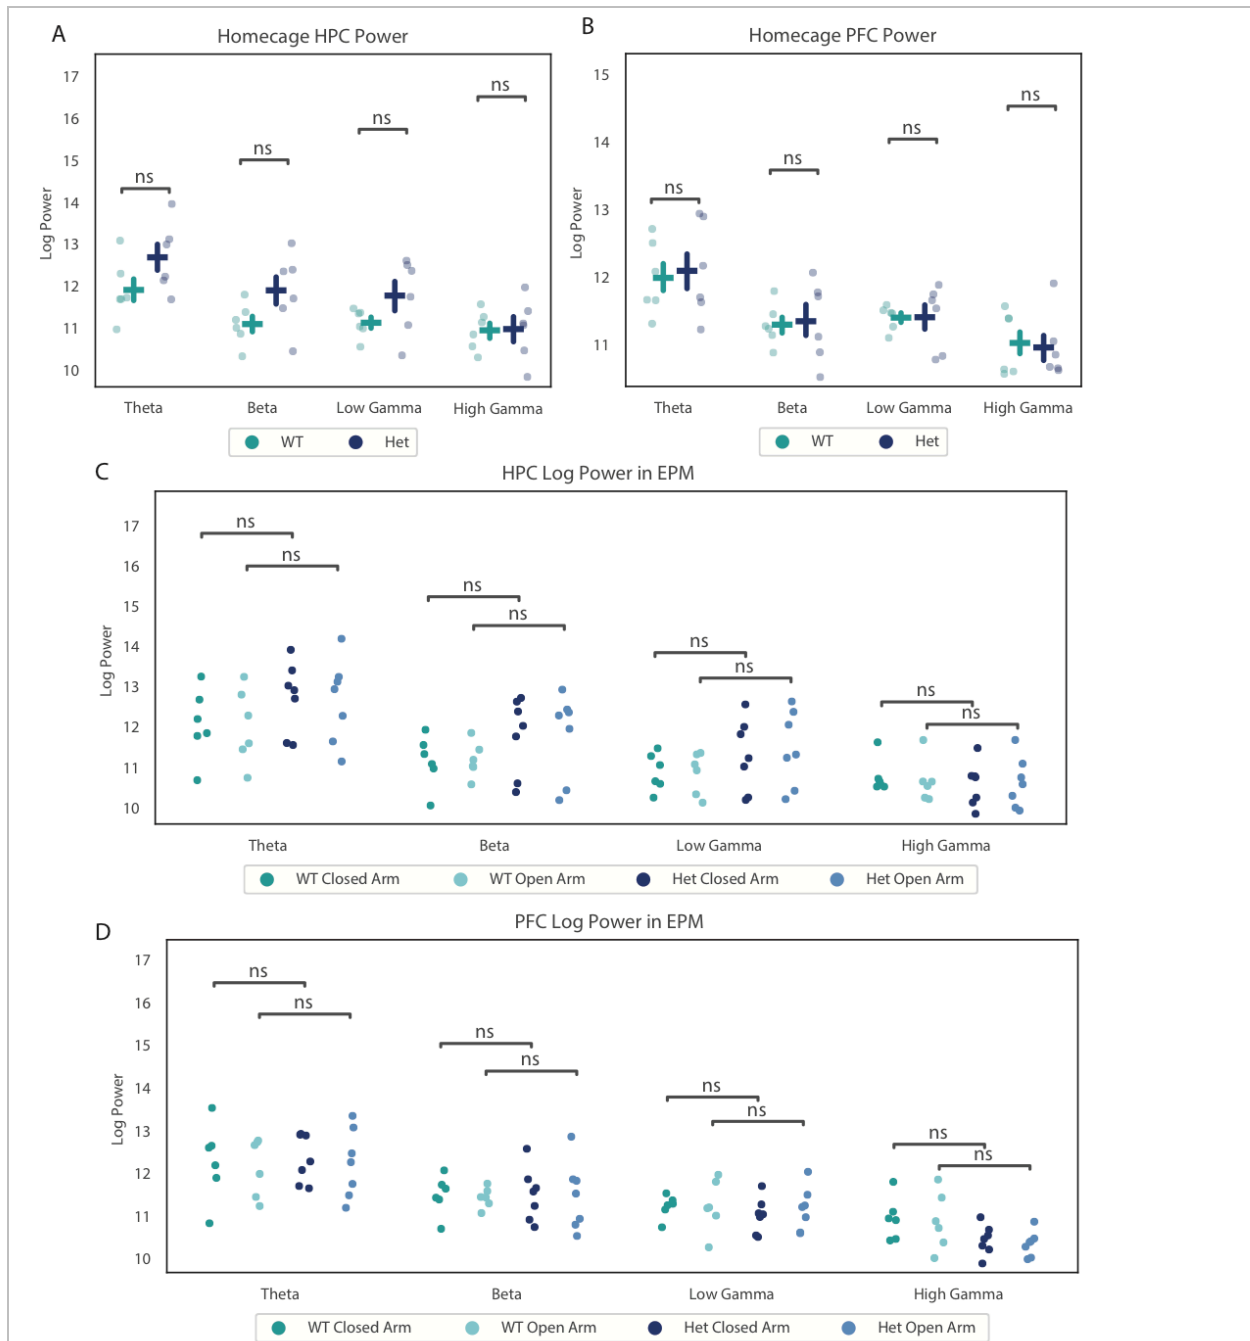 A
Homecage HPC Power
17
16
15
14
13
12
11
10
Log Power
ns
ns
ns
ns
Theta
Beta
Low Gamma
High Gamma
WT
Het
B
Homecage PFC Power
15
14
13
12
11
Log Power
ns
ns
ns
ns
Theta
Beta
Low Gamma
High Gamma
WT
Het
C
HPC Log Power in EPM
17
16
15
14
13
12
11
10
Log Power
ns
ns
ns
ns
ns
ns
ns
ns
Theta
Beta
Low Gamma
High Gamma
WT Closed Arm
WT Open Arm
Het Closed Arm
Het Open Arm
D
PFC Log Power in EPM
17
16
15
14
13
12
11
10
Log Power
ns
ns
ns
ns
ns
ns
ns
ns
Theta
Beta
Low Gamma
High Gamma
WT Closed Arm
WT Open Arm
Het Closed Arm
Het Open Arm